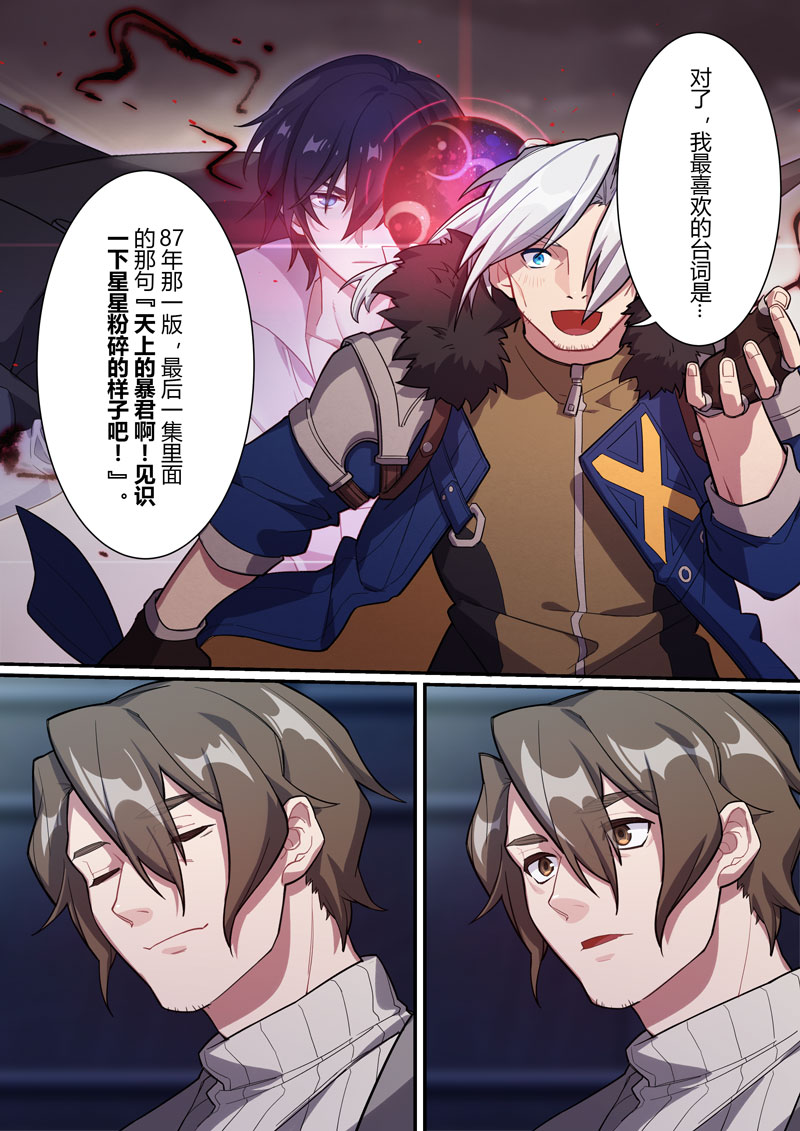 对了，我最喜欢的台词是…
87年那一版，最后一集里面
的那句『天上的暴君啊！见识
一下星星粉碎的样子吧！』。